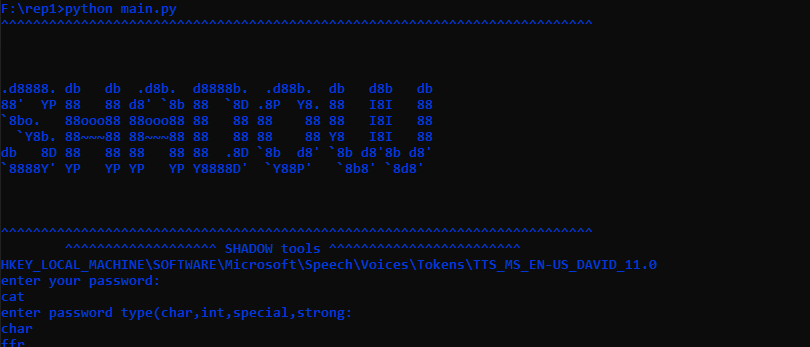 F:\rep1>python main.py
^^^^^^^^^^^^^^^^^^^^^^^^^^^^^^^^^^^^^^^^^^^^^^^^^^^^^^^^^^^^^^^^^^^^^^^^^^
.d8888. db   db  .d8b.  d8888b.  .d88b.  db   d8b   db
88'  YP 88   88 d8' `8b 88  `8D .8P  Y8. 88   I8I   88
`8bo.   88ooo88 88ooo88 88   88 88    88 88   I8I   88
  `Y8b. 88~~~88 88~~~88 88   88 88    88 Y8   I8I   88
db   8D 88   88 88   88 88  .8D `8b  d8' `8b d8'8b d8'
`8888Y' YP   YP YP   YP Y8888D'  `Y88P'   `8b8' `8d8'
^^^^^^^^^^^^^^^^^^^^^^^^^^^^^^^^^^^^^^^^^^^^^^^^^^^^^^^^^^^^^^^^^^^^^^^^^^
        ^^^^^^^^^^^^^^^^^^^ SHADOW tools ^^^^^^^^^^^^^^^^^^^^^^^^
HKEY_LOCAL_MACHINE\SOFTWARE\Microsoft\Speech\Voices\Tokens\TTS_MS_EN-US_DAVID_11.0
enter your password:
cat
enter password type(char,int,special,strong:
char
ffr